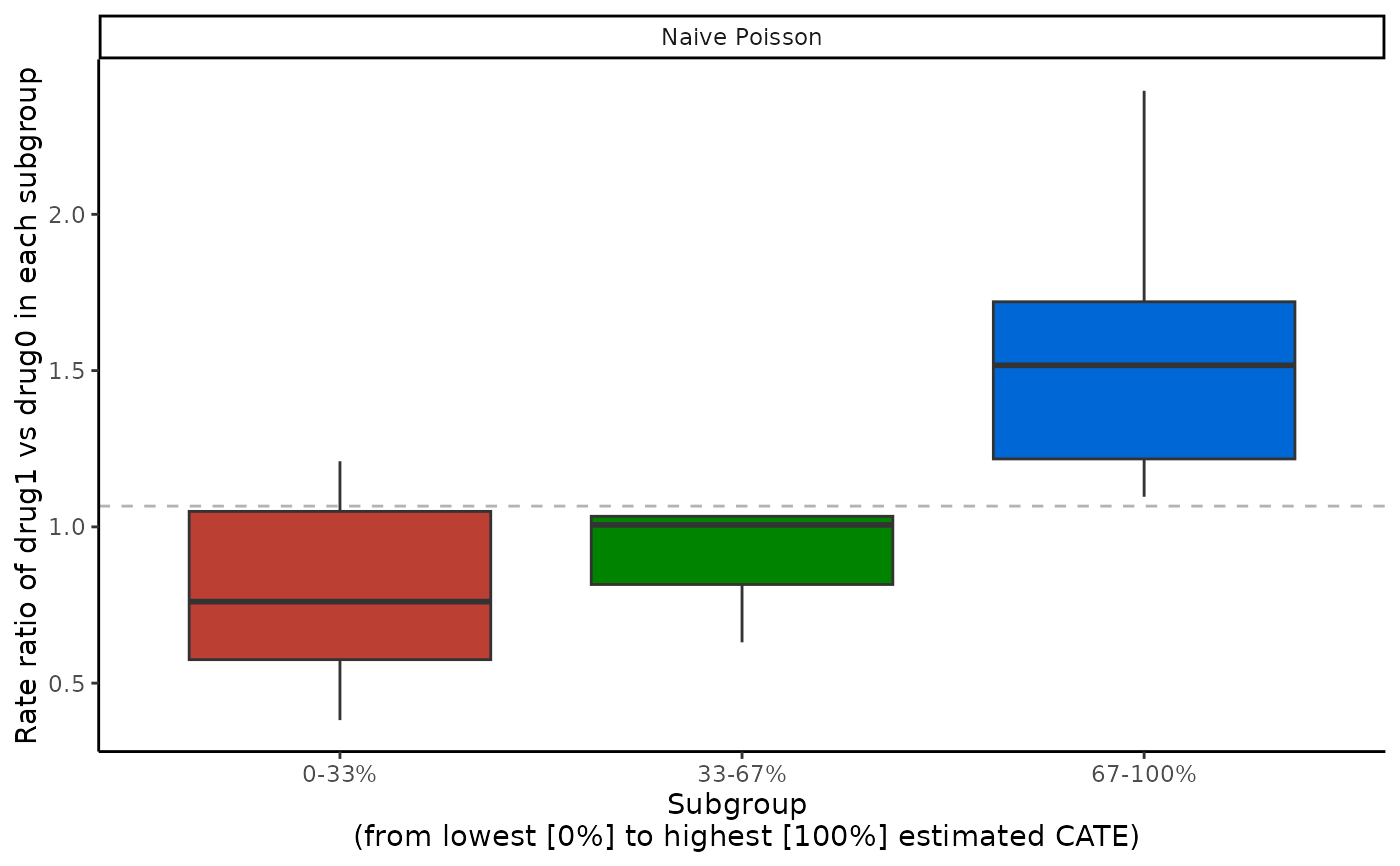 Naive Poisson
Rate ratio of drug1 vs drug0 in each subgroup
2.0
1.5
1.0
0.5
0-33%
33-67%
67-100%
Subgroup
(from lowest [0%] to highest [100%] estimated CATE)